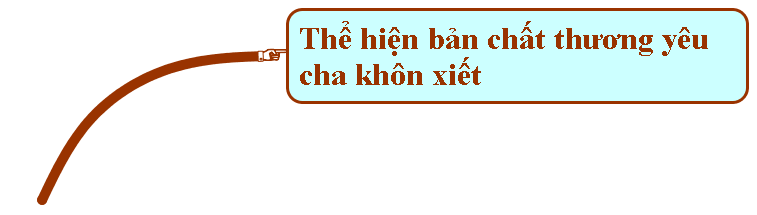 Thể hiện bản chất thương yêu
cha khôn xiết